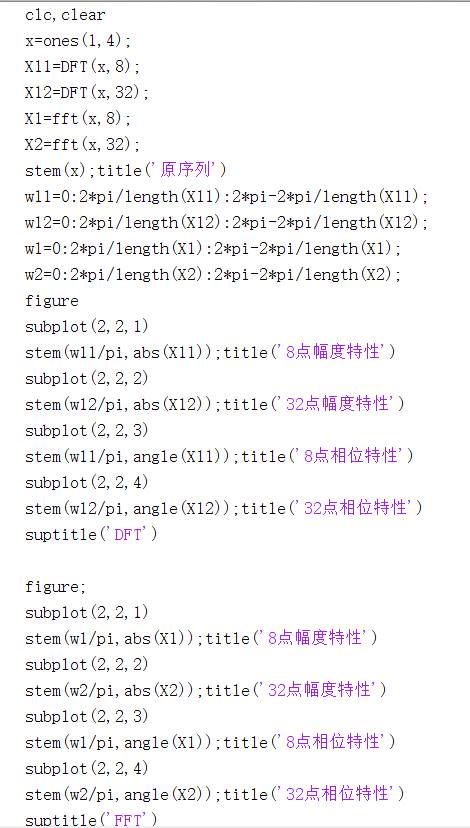 clc,clear
x=ones(1,4);
X11=DFT(x,8);
X12=DFT(x,32);
X1=fft(x,8);
X2=fft(x,32);
stem(x);title('原序列')
w11=0:2*pi/length(X11):2*pi-2*pi/length(X11);
w12=0:2*pi/length(X12):2*pi-2*pi/length(X12);
w1=0:2*pi/length(X1):2*pi-2*pi/length(X1);
w2=0:2*pi/length(X2):2*pi-2*pi/length(X2);
figure
subplot(2,2,1)
stem(w11/pi,abs(X11));title('8点幅度特性')
subplot(2,2,2)
stem(w12/pi,abs(X12));title('32点幅度特性')
subplot(2,2,3)
stem(w11/pi,angle(X11));title('8点相位特性')
subplot(2,2,4)
stem(w12/pi,angle(X12));title('32点相位特性')
suptitle('DFT')
figure;
subplot(2,2,1)
stem(w1/pi,abs(X1));title('8点幅度特性')
subplot(2,2,2)
stem(w2/pi,abs(X2));title('32点幅度特性')
subplot(2,2,3)
stem(w1/pi,angle(X1));title('8点相位特性')
subplot(2,2,4)
stem(w2/pi,angle(X2));title('32点相位特性')
suptitle('FFT')